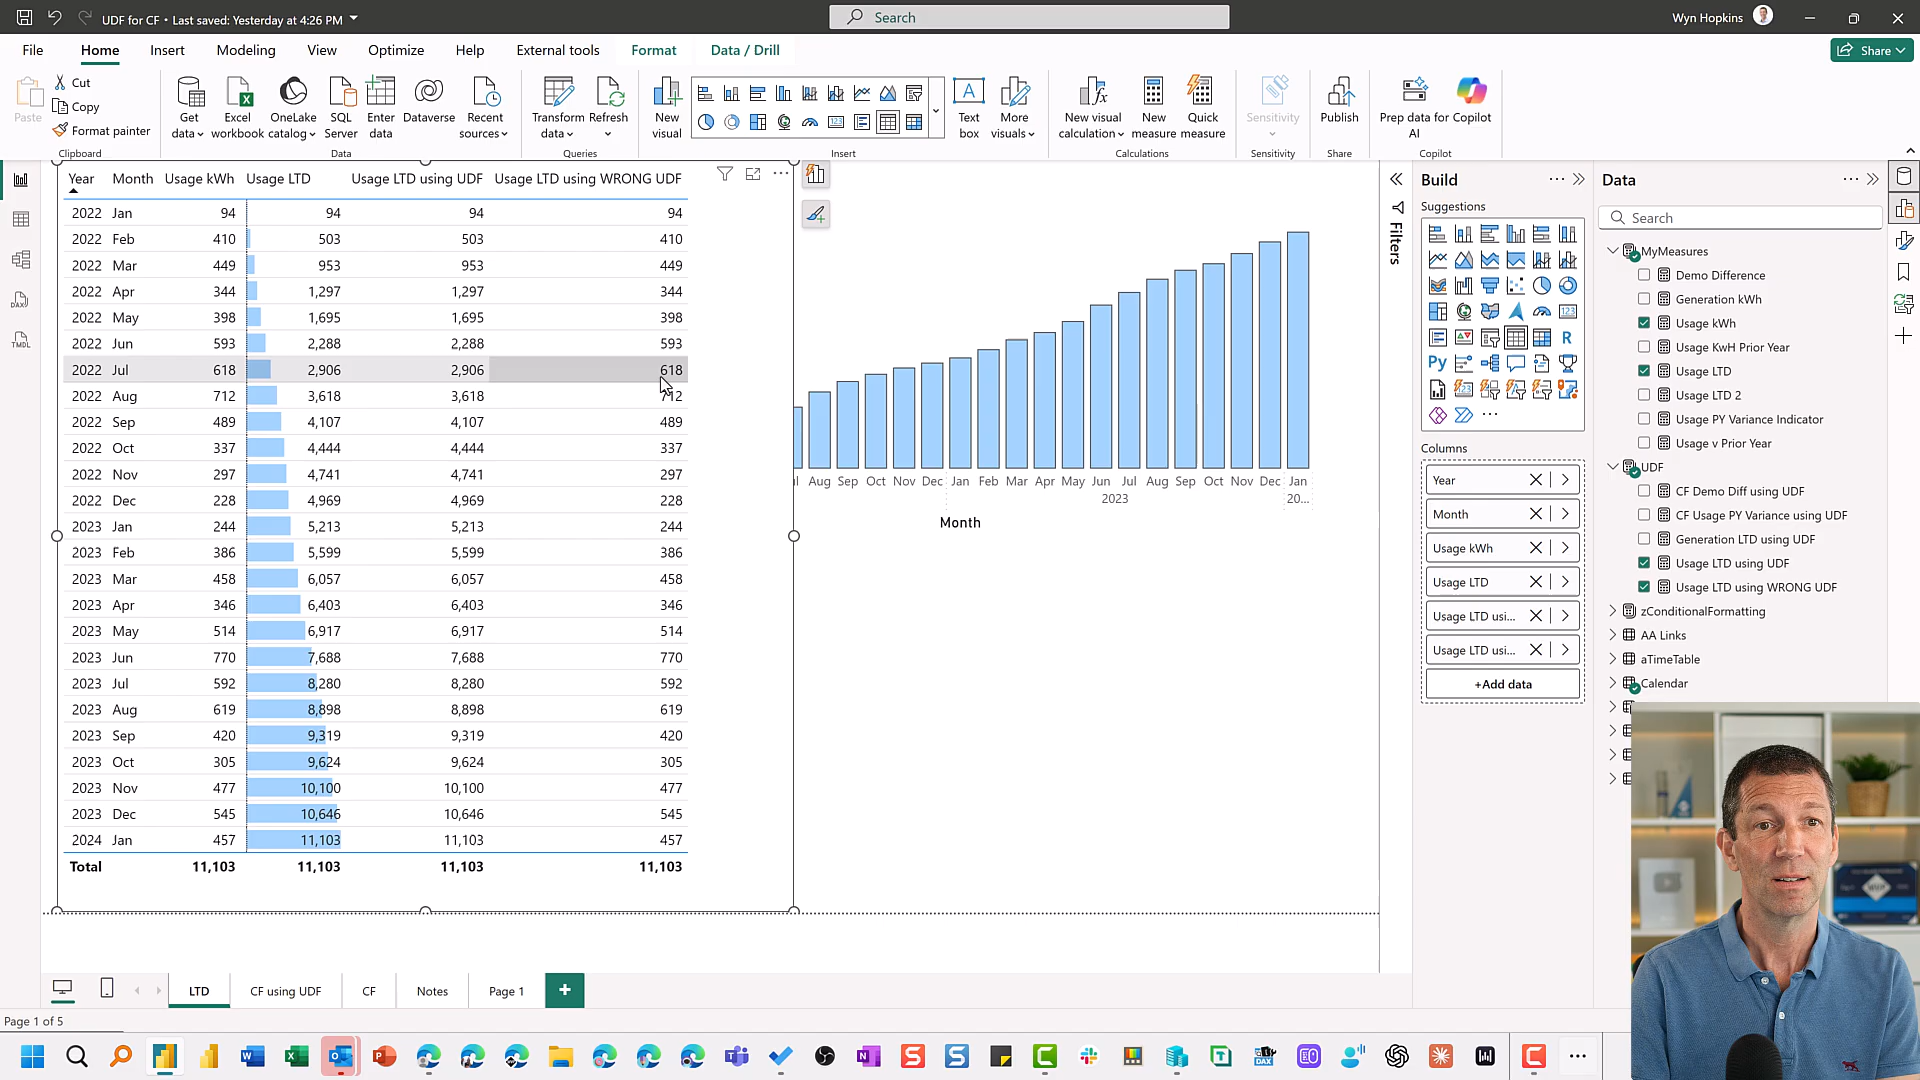 UDF for CF • Last saved: Yesterday at 4:26 PM
Search
Wyn Hopkins
File
Home
Insert
Modeling
View
Optimize
Help
External tools
Format
Data / Drill
Share
Paste
Cut
Copy
Format painter
Clipboard
Get data
Excel workbook
OneLake catalog
SQL Server
Enter data
Dataverse
Recent sources
Data
Transform data
Refresh
Queries
New visual
Text box
More visuals
Insert
New visual calculation
New measure
Quick measure
Calculations
Sensitivity
Sensitivity
Publish
Share
Prep data for AI
Copilot
Copilot
Year Month Usage kWh Usage LTD Usage LTD using UDF Usage LTD using WRONG UDF
2022 Jan 94 94 94 94
2022 Feb 410 503 503 410
2022 Mar 449 953 953 449
2022 Apr 344 1,297 1,297 344
2022 May 398 1,695 1,695 398
2022 Jun 593 2,288 2,288 593
2022 Jul 618 2,906 2,906 618
2022 Aug 712 3,618 3,618 712
2022 Sep 489 4,107 4,107 489
2022 Oct 337 4,444 4,444 337
2022 Nov 297 4,741 4,741 297
2022 Dec 228 4,969 4,969 228
2023 Jan 244 5,213 5,213 244
2023 Feb 386 5,599 5,599 386
2023 Mar 458 6,057 6,057 458
2023 Apr 346 6,403 6,403 346
2023 May 514 6,917 6,917 514
2023 Jun 770 7,688 7,688 770
2023 Jul 592 8,280 8,280 592
2023 Aug 619 8,898 8,898 619
2023 Sep 420 9,319 9,319 420
2023 Oct 305 9,624 9,624 305
2023 Nov 477 10,100 10,100 477
2023 Dec 545 10,646 10,646 545
2024 Jan 457 11,103 11,103 457
Total 11,103 11,103 11,103 11,103
Aug Sep Oct Nov Dec Jan Feb Mar Apr May Jun Jul Aug Sep Oct Nov Dec Jan
2023 20...
Month
Filters
Build
Suggestions
Columns
Year
Month
Usage kWh
Usage LTD
Usage LTD usi...
Usage LTD usi...
+Add data
Data
Search
MyMeasures
Demo Difference
Generation kWh
Usage kWh
Usage KwH Prior Year
Usage LTD
Usage LTD 2
Usage PY Variance Indicator
Usage v Prior Year
UDF
CF Demo Diff using UDF
CF Usage PY Variance using UDF
Generation LTD using UDF
Usage LTD using UDF
Usage LTD using WRONG UDF
zConditionalFormatting
AA Links
aTimeTable
Calendar
LTD
CF using UDF
CF
Notes
Page 1
Page 1 of 5